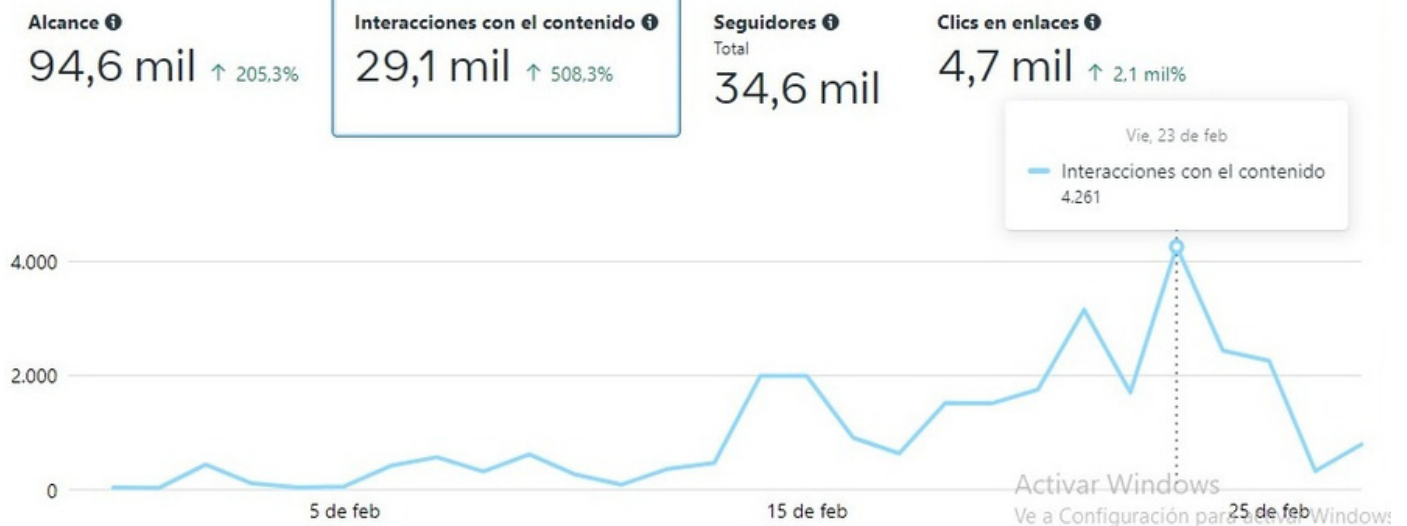 Alcance
94,6 mil ↑ 205,3%
Interacciones con el contenido
29,1 mil ↑ 508,3%
Seguidores
Total
34,6 mil
Clics en enlaces
4,7 mil ↑ 2,1 mil%
Vie, 23 de feb
Interacciones con el contenido
4.261
4.000
2.000
0
5 de feb
15 de feb
25 de feb
Activar Windows
Ve a Configuración para activar Windows